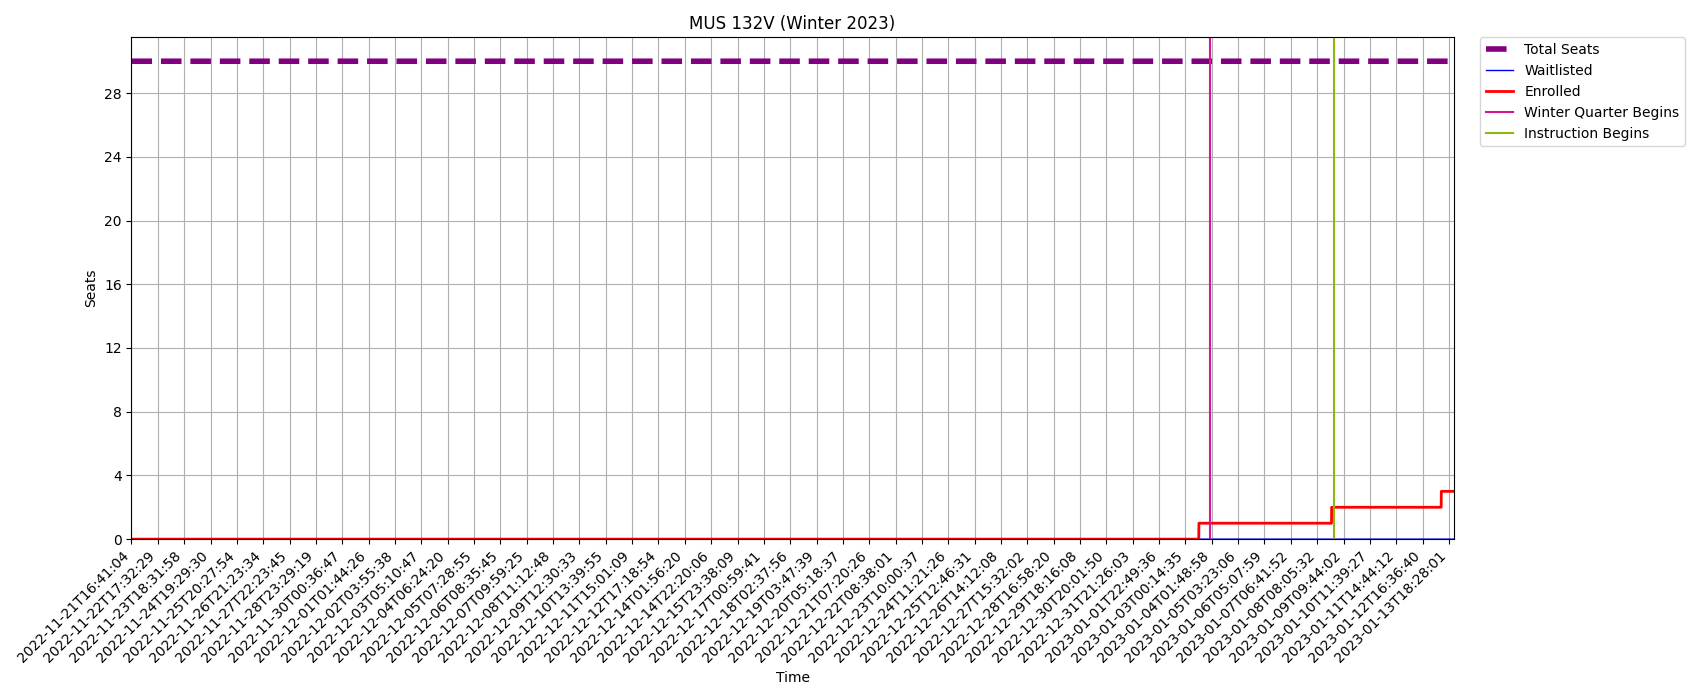 MUS 132V (Winter 2023)
Total Seats
Waitlisted
Enrolled
Winter Quarter Begins
Instruction Begins
Seats
28
24
20
16
12
8
4
0
2022-11-21T16:41:04
2022-11-22T17:32:29
2022-11-23T18:31:58
2022-11-24T19:29:30
2022-11-25T20:27:54
2022-11-26T21:23:34
2022-11-27T22:23:45
2022-11-28T23:29:19
2022-11-30T00:36:47
2022-12-01T01:44:26
2022-12-02T03:55:38
2022-12-03T05:10:47
2022-12-04T06:24:20
2022-12-05T07:28:55
2022-12-06T08:35:45
2022-12-07T09:59:25
2022-12-08T11:12:48
2022-12-09T12:30:33
2022-12-10T13:39:55
2022-12-11T15:01:09
2022-12-12T17:18:54
2022-12-14T01:56:20
2022-12-14T22:20:06
2022-12-15T23:38:09
2022-12-17T00:59:41
2022-12-18T02:37:56
2022-12-19T03:47:39
2022-12-20T05:18:37
2022-12-21T07:20:26
2022-12-22T08:38:01
2022-12-23T10:00:37
2022-12-24T11:21:26
2022-12-25T12:46:31
2022-12-26T14:12:08
2022-12-27T15:32:02
2022-12-28T16:58:20
2022-12-29T18:16:08
2022-12-30T20:01:50
2022-12-31T21:26:03
2023-01-01T22:49:36
2023-01-03T00:14:35
2023-01-04T01:48:58
2023-01-05T03:23:06
2023-01-06T05:07:59
2023-01-07T06:41:52
2023-01-08T08:05:32
2023-01-09T09:44:02
2023-01-10T11:39:27
2023-01-11T14:44:12
2023-01-12T16:36:40
2023-01-13T18:28:01
Time